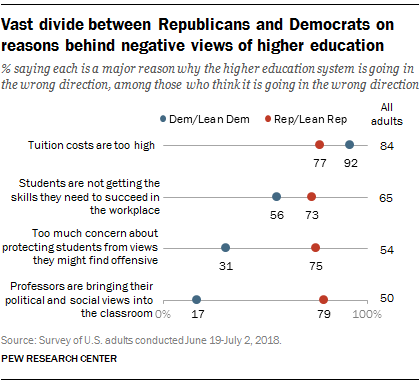 Vast divide between Republicans and Democrats on
reasons behind negative views of higher education
% saying each is a major reason why the higher education system is going in
the wrong direction, among those who think it is going in the wrong direction
Dem/Lean Dem Rep/Lean Rep All
adults
Tuition costs are too high 84
77 92
Students are not getting the
skills they need to succeed in 65
the workplace 56 73
Too much concern about
protecting students from views 54
they might find offensive 31 75
Professors are bringing their
political and social views into 50
the classroom 0% 17 79 100%
Source: Survey of U.S. adults conducted June 19-July 2, 2018.
PEW RESEARCH CENTER